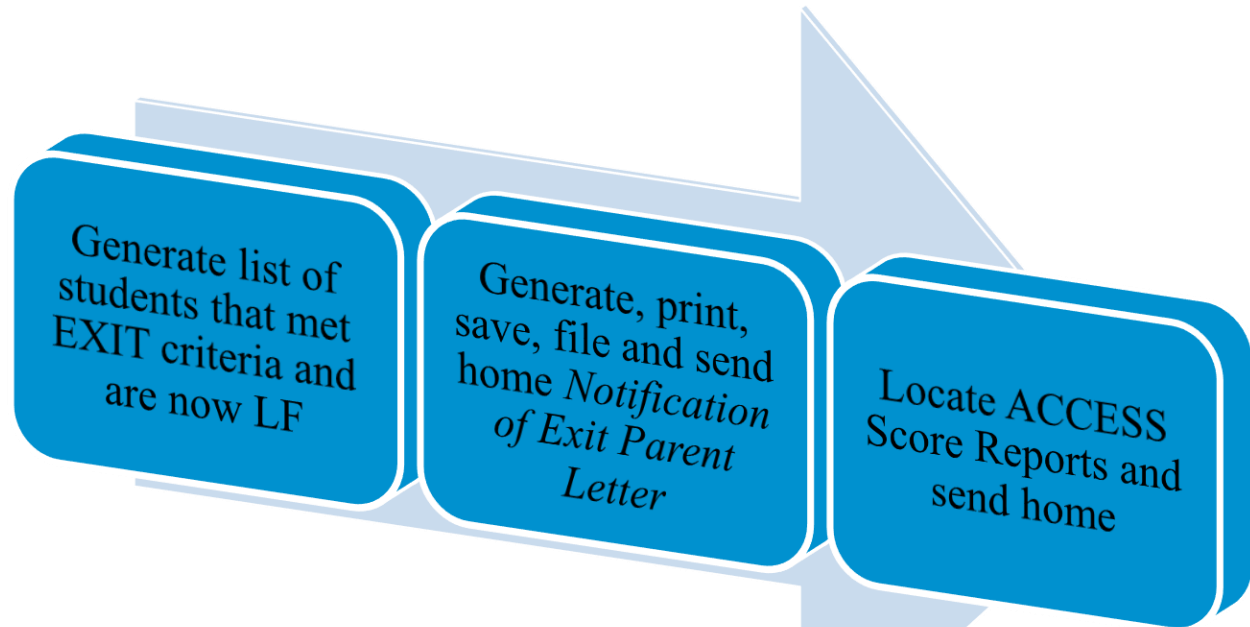 Generate list of
students that met
EXIT criteria and
are now LF
Generate, print,
save, file and send
home Notification
of Exit Parent
Letter
Locate ACCESS
Score Reports and
send home